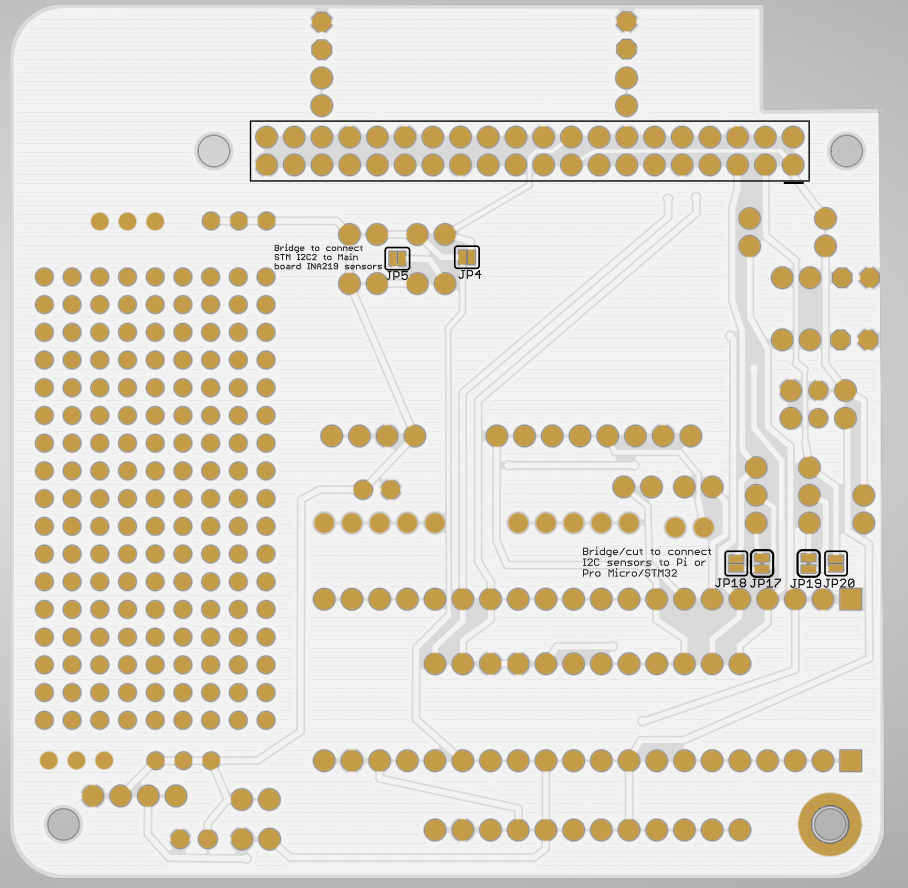 Bridge to connect
STM I2C2 to Main
board INA219 sensors
JP5
JP4
Bridge/cut to connect
I2C sensors to Pi or
Pro Micro/STM32
JP18
JP17
JP19
JP20